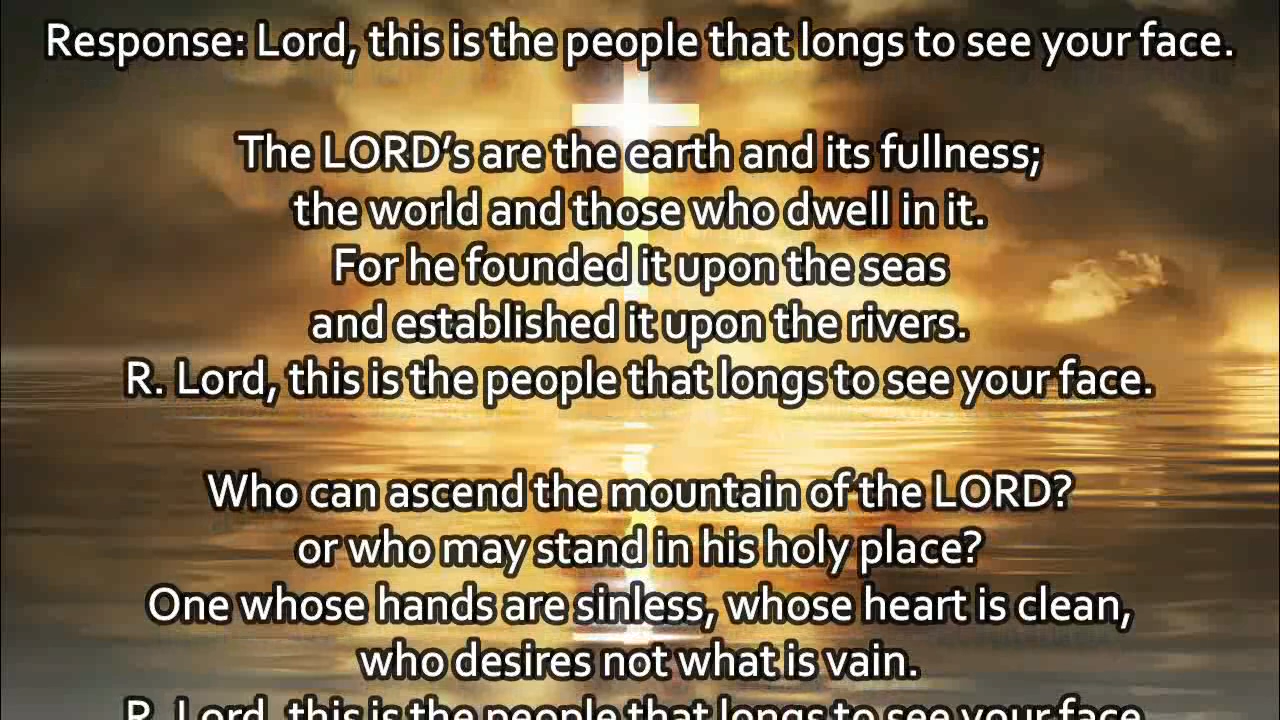 Response: Lord, this is the people that longs to see your face.
The LORD's are the earth and its fullness;
the world and those who dwell in it.
For he founded it upon the seas
and established it upon the rivers.
R. Lord, this is the people that longs to see your face.
Who can ascend the mountain of the LORD?
or who may stand in his holy place?
One whose hands are sinless, whose heart is clean,
who desires not what is vain.
R. Lord, this is the people that longs to see your face.